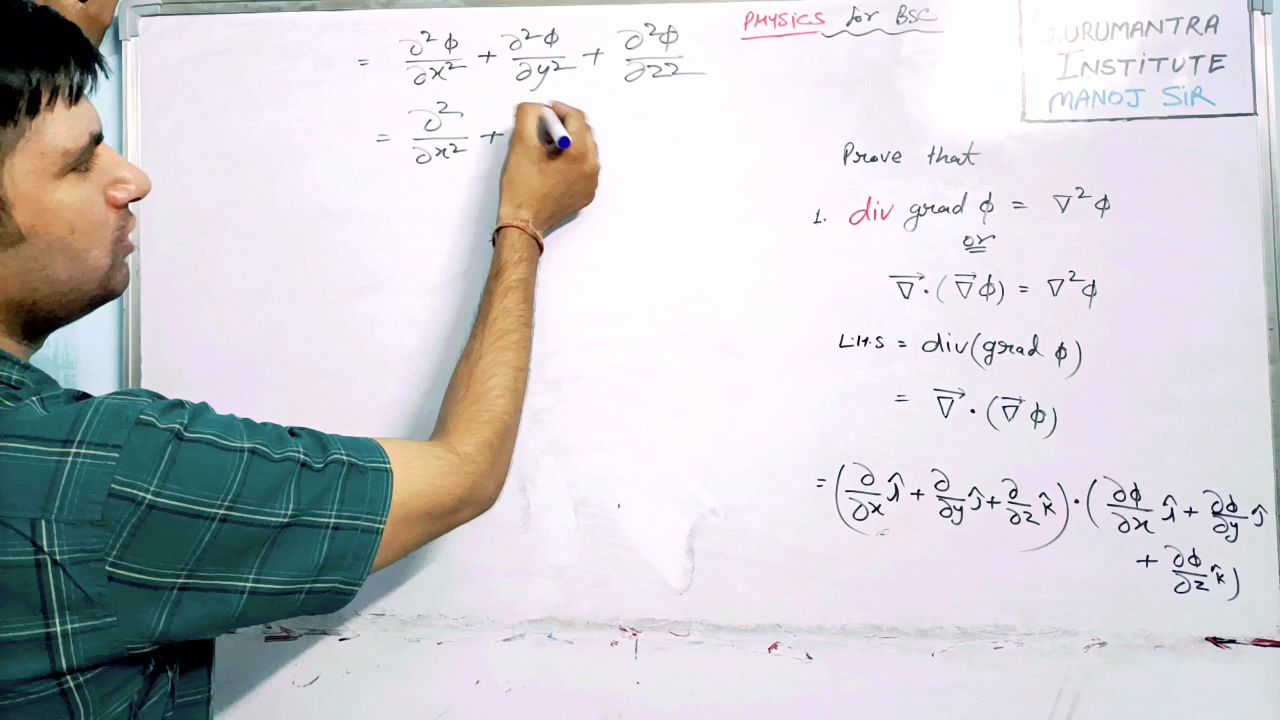 = ∂²ϕ/∂x² + ∂²ϕ/∂y² + ∂²ϕ/∂z2
= ∂²/∂x² +
PHYSICS for BSC
GURUMANTRA
INSTITUTE
MANOJ SIR
Prove that
1. div grad ϕ = ∇²ϕ
or
∇⃗·(∇⃗ϕ) = ∇²ϕ
L.H.S = div(grad ϕ)
= ∇⃗·(∇⃗ϕ)
= (∂/∂x î + ∂/∂y ĵ + ∂/∂z k̂)·(∂ϕ/∂x î + ∂ϕ/∂y ĵ
+ ∂ϕ/∂z k̂)